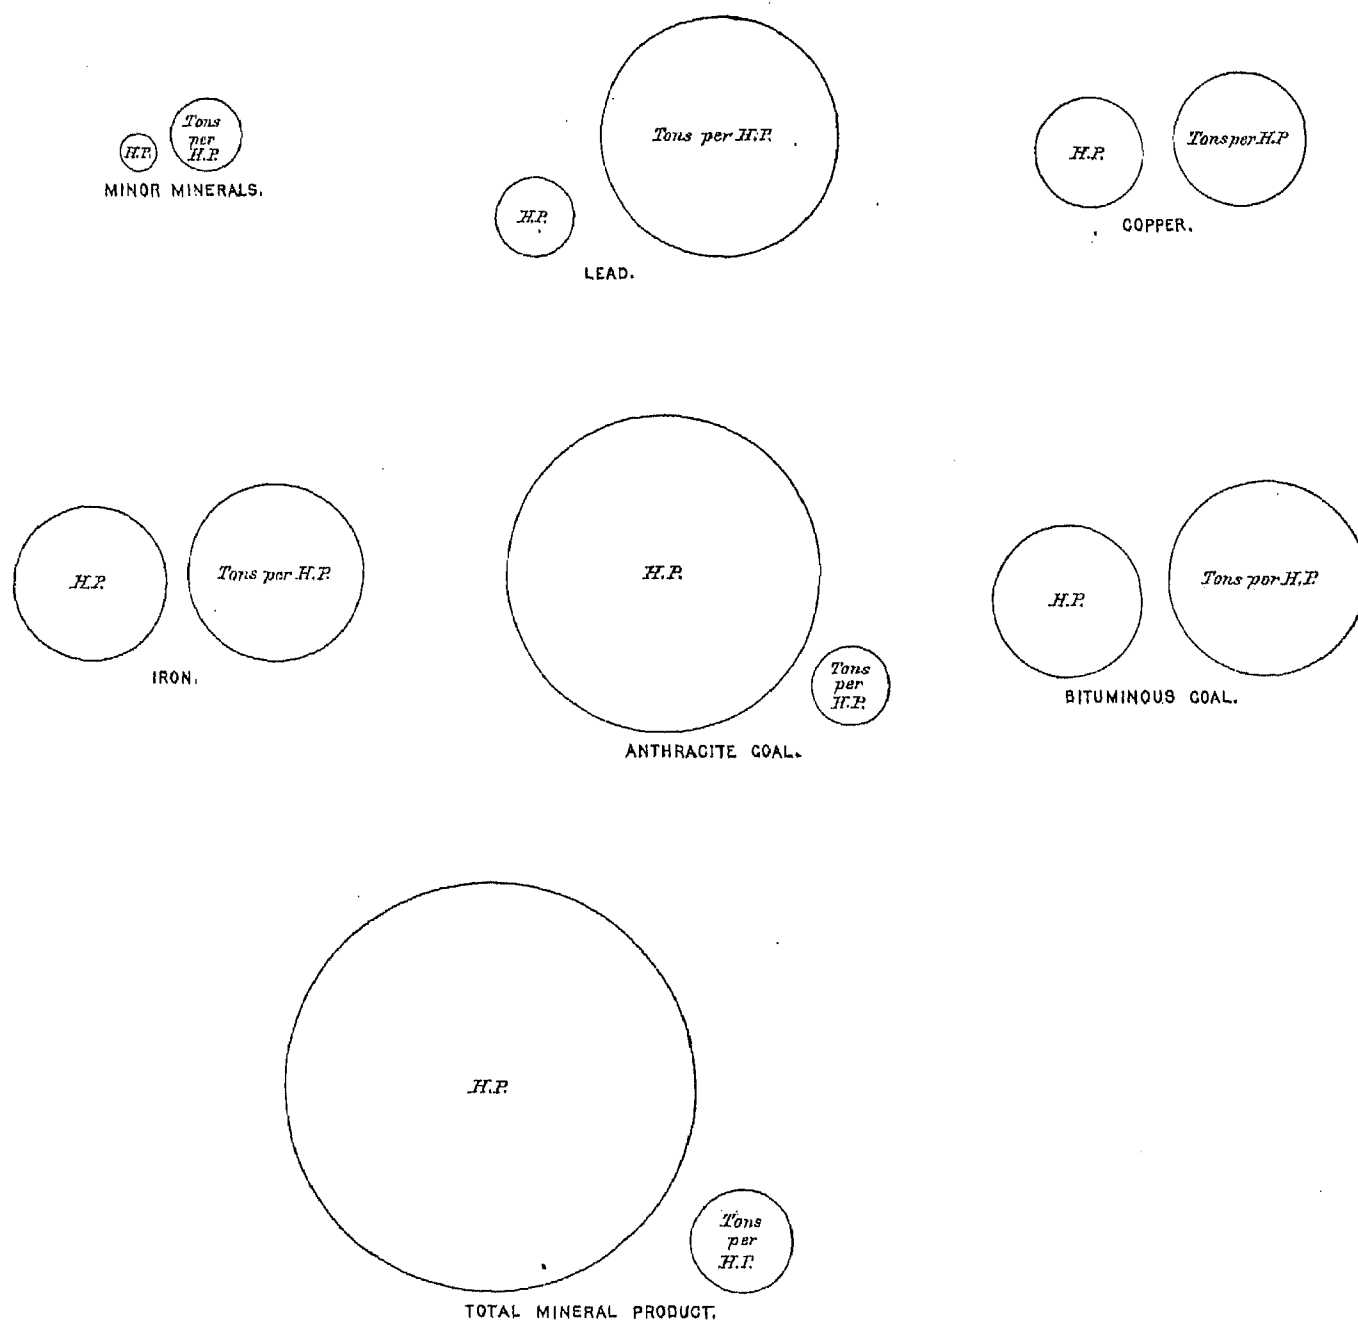 H.P.
Tons
per
H.P.
MINOR MINERALS.
H.P.
Tons per H.P.
LEAD.
H.P.
Tons per H.P
COPPER.
H.P.
Tons per H.P.
IRON.
H.P.
Tons
per
H.P.
ANTHRACITE COAL.
H.P.
Tons per H.P.
BITUMINOUS COAL.
H.P.
Tons
per
H.P.
TOTAL MINERAL PRODUCT.